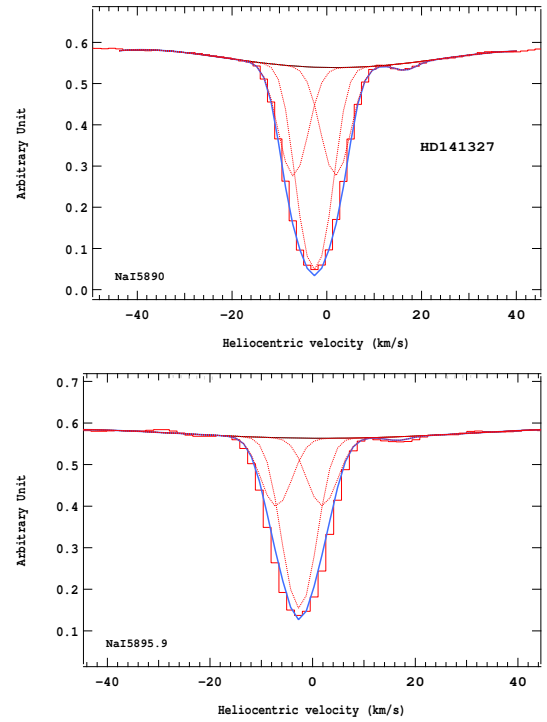 0.6
0.5
0.4
0.3
0.2
0.1
0.0
Arbitrary Unit
HD141327
NaI5890
−40 −20 0 20 40
Heliocentric velocity (km/s)
0.7
0.6
0.5
0.4
0.3
0.2
0.1
Arbitrary Unit
NaI5895.9
−40 −20 0 20 40
Heliocentric velocity (km/s)